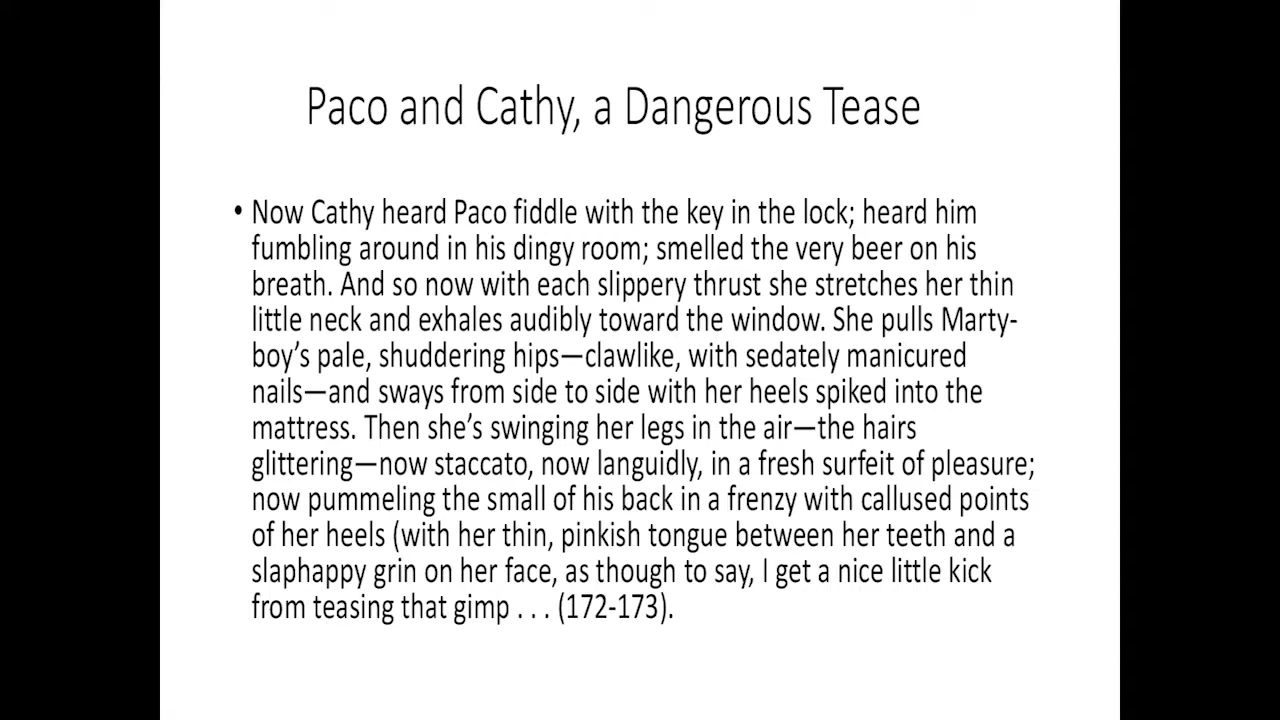 Paco and Cathy, a Dangerous Tease
• Now Cathy heard Paco fiddle with the key in the lock; heard him
fumbling around in his dingy room; smelled the very beer on his
breath. And so now with each slippery thrust she stretches her thin
little neck and exhales audibly toward the window. She pulls Marty-
boy’s pale, shuddering hips—clawlike, with sedately manicured
nails—and sways from side to side with her heels spiked into the
mattress. Then she’s swinging her legs in the air—the hairs
glittering—now staccato, now languidly, in a fresh surfeit of pleasure;
now pummeling the small of his back in a frenzy with callused points
of her heels (with her thin, pinkish tongue between her teeth and a
slaphappy grin on her face, as though to say, I get a nice little kick
from teasing that gimp . . . (172-173).